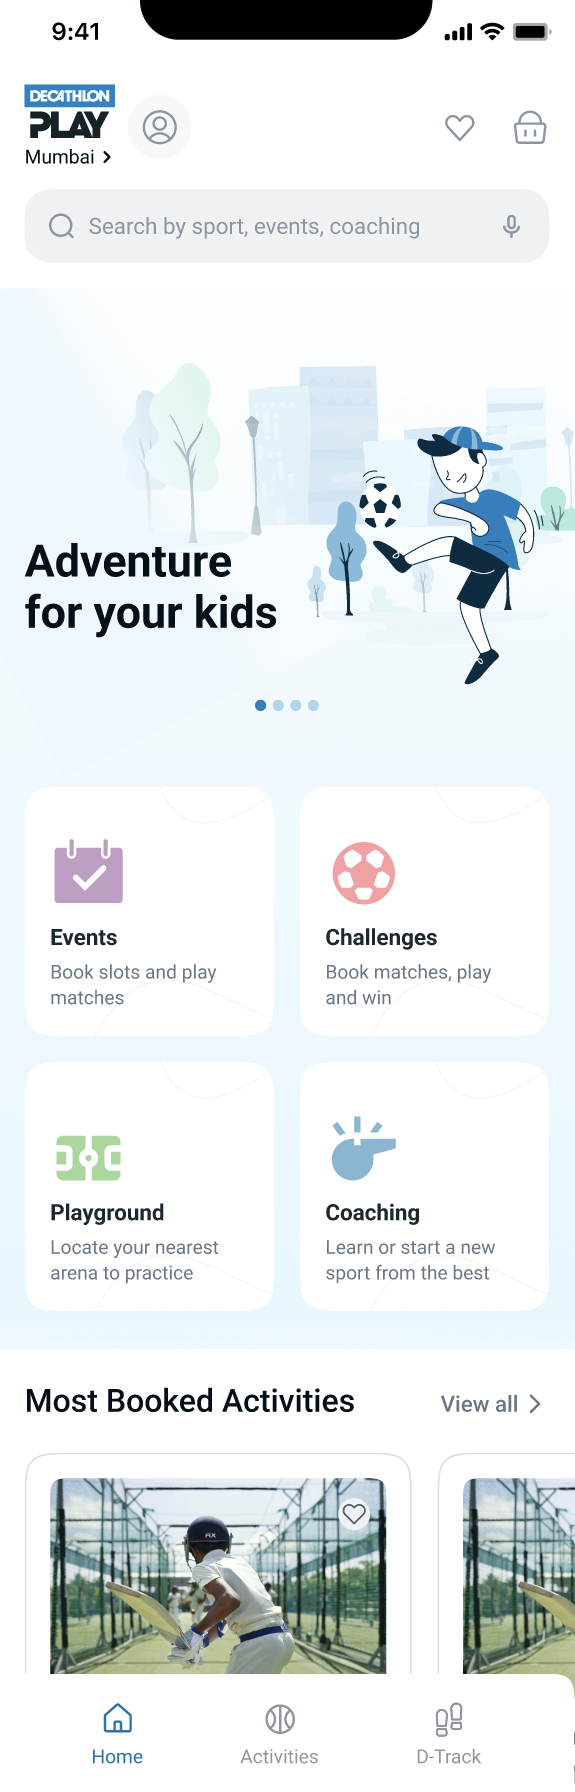 9:41
DECATHLON
PLAY
Mumbai
Search by sport, events, coaching
Adventure
for your kids
Events
Book slots and play
matches
Challenges
Book matches, play
and win
Playground
Locate your nearest
arena to practice
Coaching
Learn or start a new
sport from the best
Most Booked Activities
View all
RX
Home
Activities
D-Track